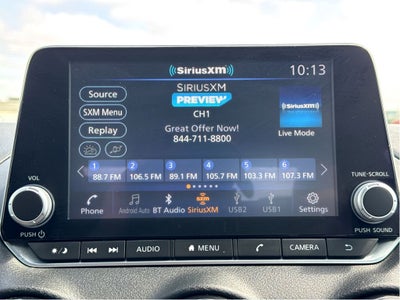 SiriusXM
10:13
Source
SXM Menu
Replay
SIRIUSXM
PREVIEW
CH1
Great Offer Now!
844-711-8800
SiriusXM
Live Mode
1 2 3 4 5 6
88.7 FM 106.5 FM 89.1 FM 105.7 FM 103.3 FM 107.3 FM
Phone Android Auto BT Audio SXM SiriusXM USB2 USB1 Settings
VOL
TUNE-SCROLL
PUSH
PUSH SOUND
AUDIO MENU CAMERA